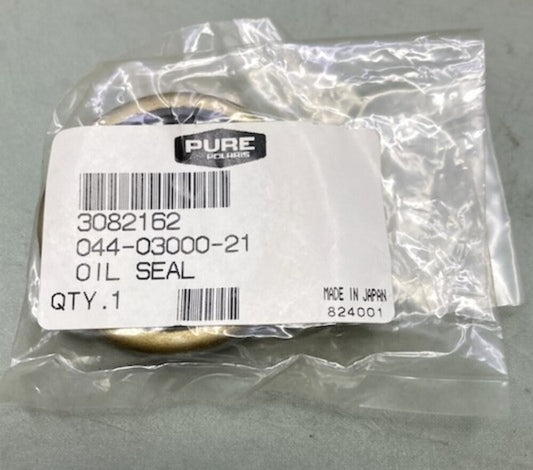 PURE
POLARIS
3082162
044-03000-21
OIL SEAL
QTY.1
MADE IN JAPAN
824001